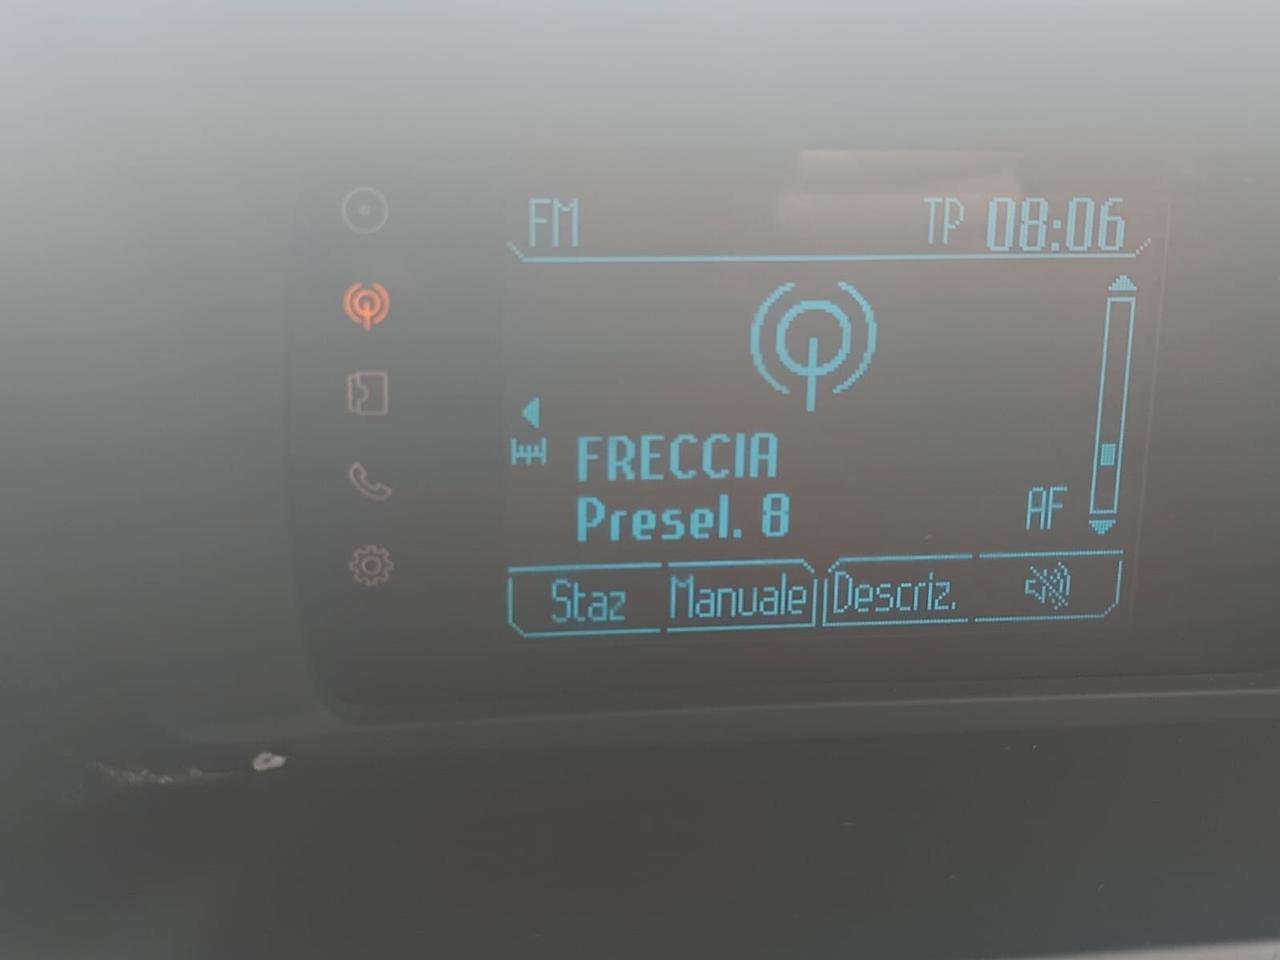 FM TP 08:06
FRECCIA
Presel. 8
AF
Staz Manuale Descriz.